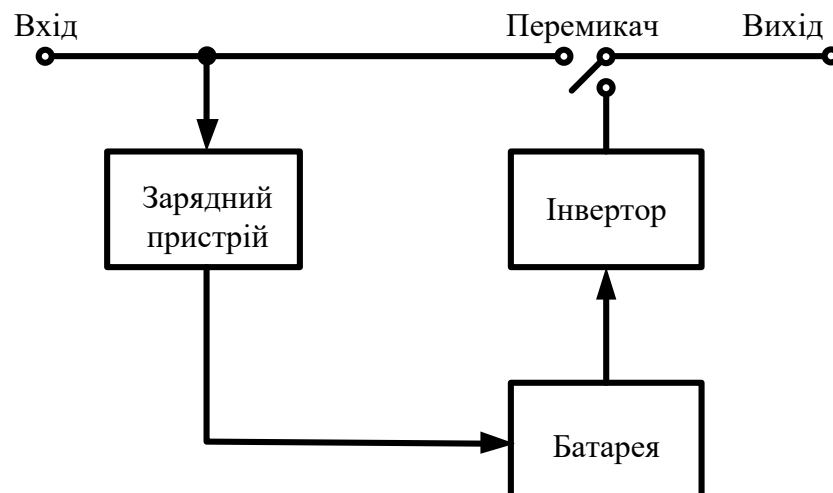 Вхід
Перемикач
Вихід
Зарядний
пристрій
Інвертор
Батарея